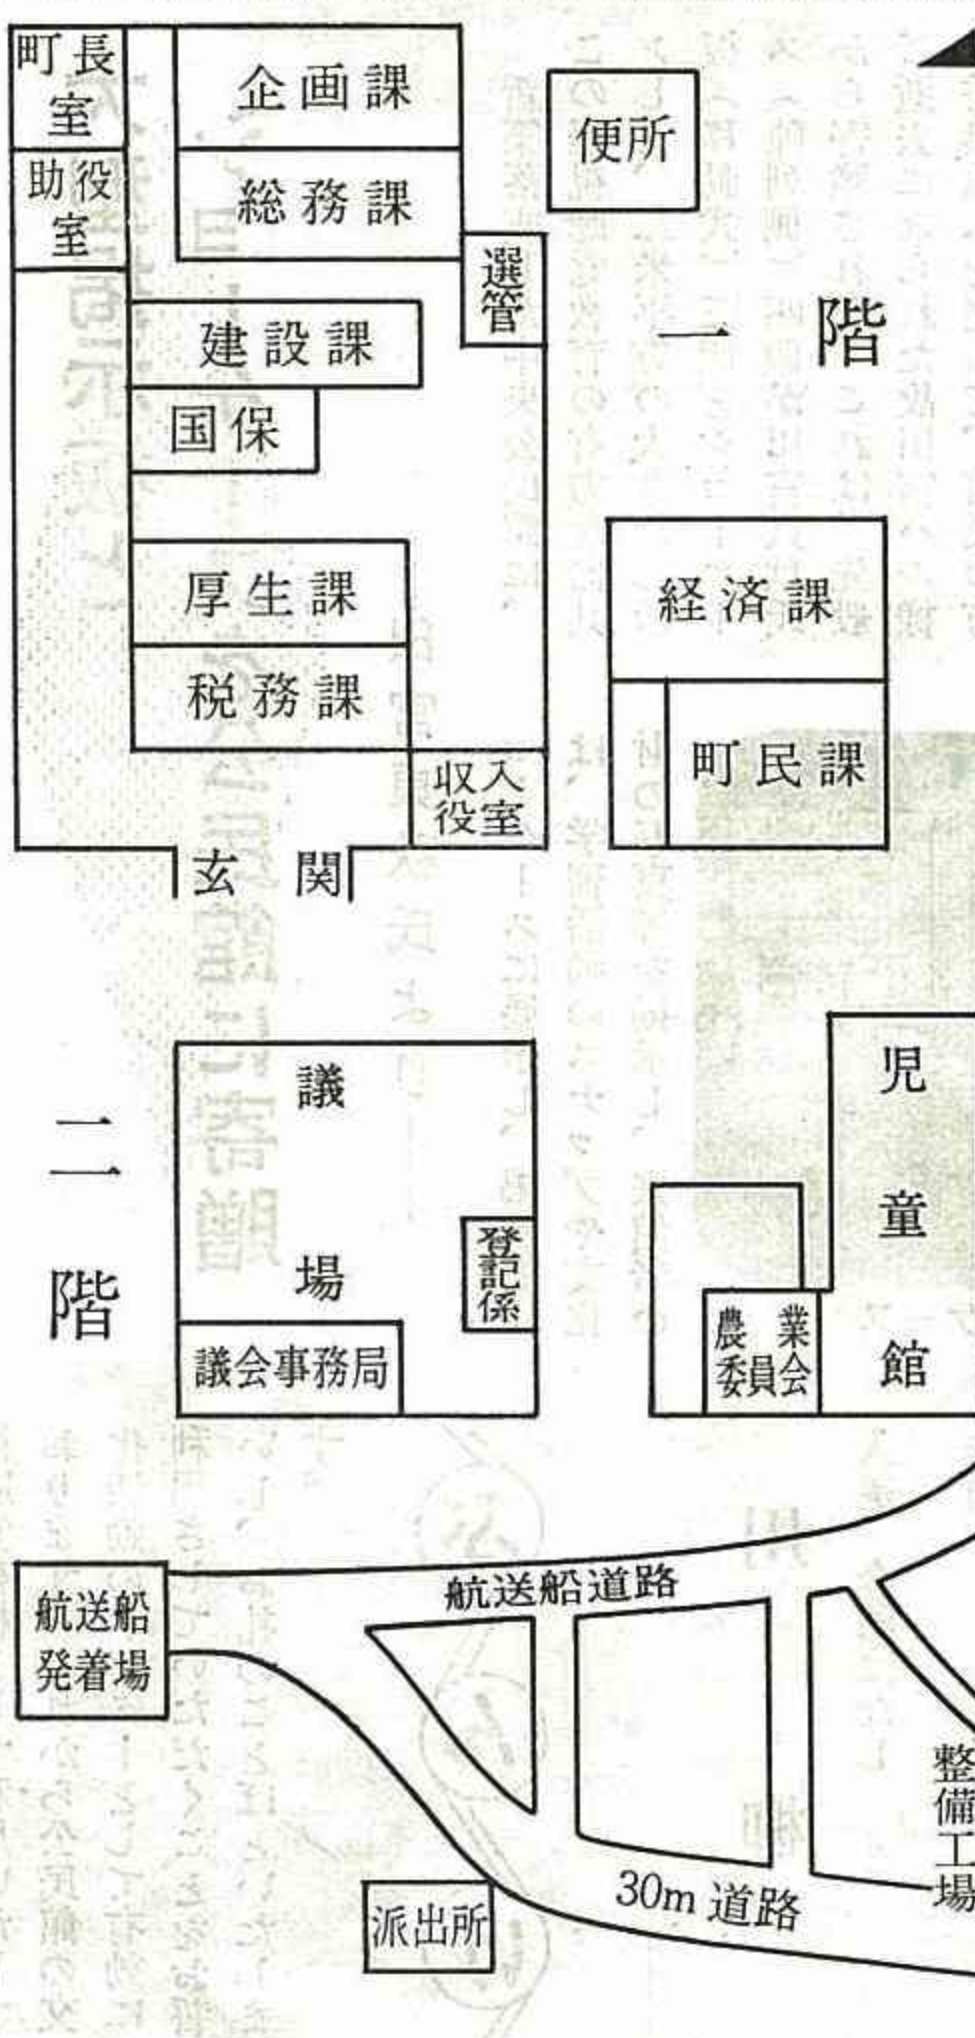 町長
室
助役
室
企画課
総務課
選管
便所
一階
建設課
国保
厚生課
税務課
収入
役室
玄関
経済課
町民課
二階
議場
登記係
議会事務局
児童館
農業
委員会
航送船
発着場
航送船道路
整備工場
30m道路
派出所